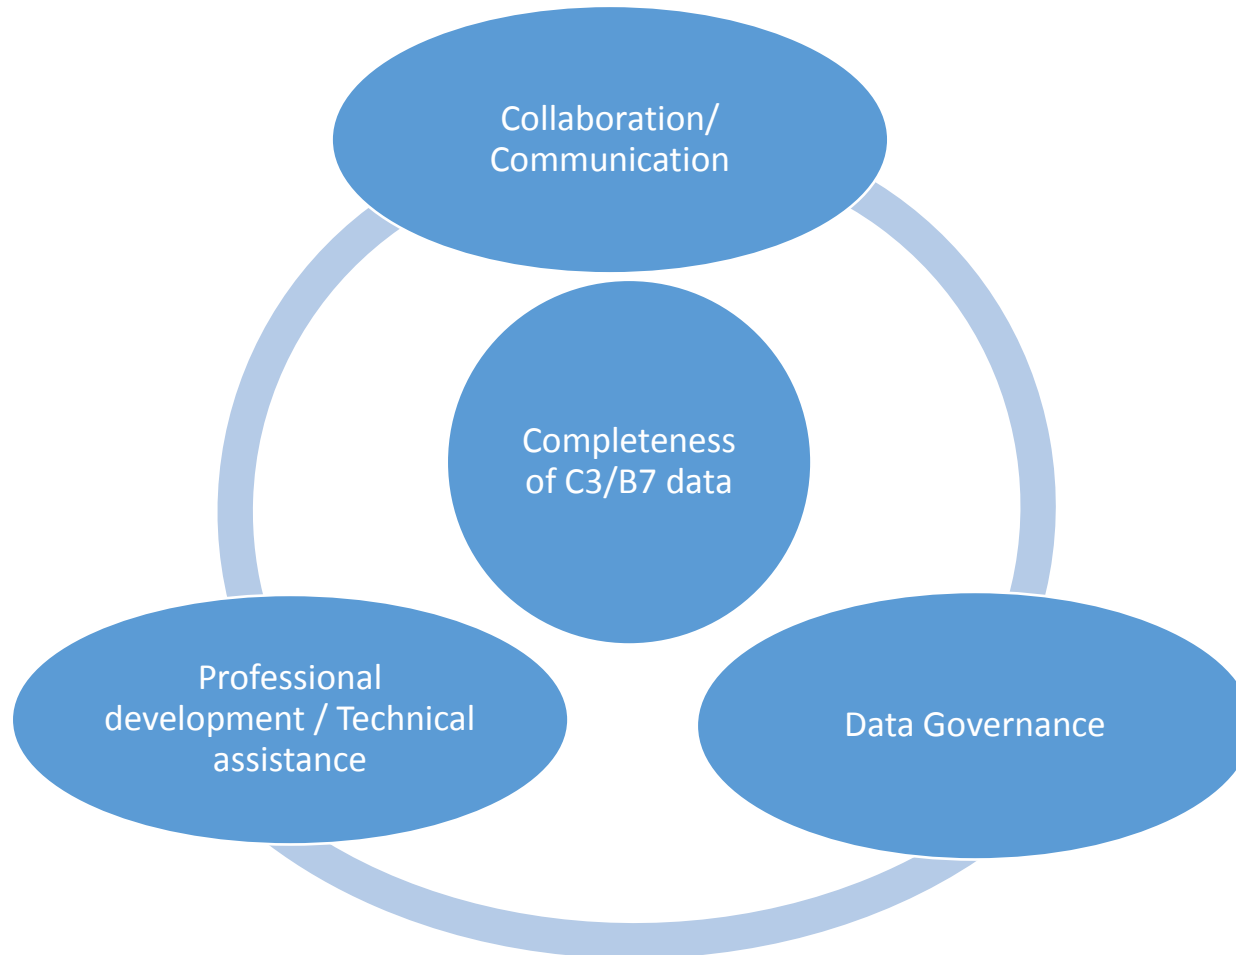 Collaboration/
Communication
Completeness
of C3/B7 data
Professional
development / Technical
assistance
Data Governance